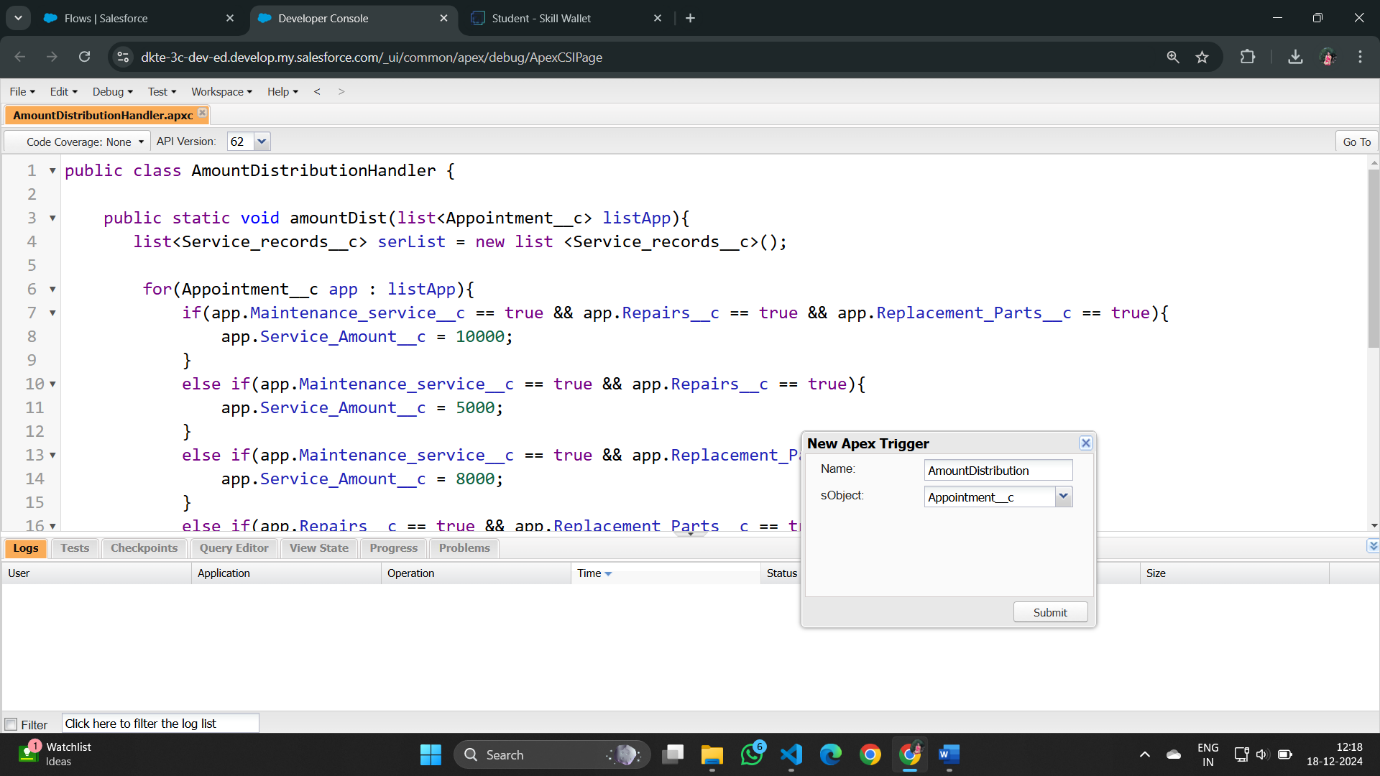 Flows | Salesforce
Developer Console
Student - Skill Wallet
dkte-3c-dev-ed.develop.my.salesforce.com/_ui/common/apex/debug/ApexCSIPage
File Edit Debug Test Workspace Help < >
AmountDistributionHandler.apxc
Code Coverage: None API Version: 62 Go To
1 public class AmountDistributionHandler {
2
3 public static void amountDist(list<Appointment__c> listApp){
4 list<Service_records__c> serList = new list <Service_records__c>();
5
6 for(Appointment__c app : listApp){
7 if(app.Maintenance_service__c == true && app.Repairs__c == true && app.Replacement_Parts__c == true){
8 app.Service_Amount__c = 10000;
9 }
10 else if(app.Maintenance_service__c == true && app.Repairs__c == true){
11 app.Service_Amount__c = 5000;
12 }
13 else if(app.Maintenance_service__c == true && app.Replacement_P
14 app.Service_Amount__c = 8000;
15 }
16 else if(app.Repairs__c == true && app.Replacement_Parts__c == t
New Apex Trigger
Name: AmountDistribution
sObject: Appointment__c
Submit
Logs Tests Checkpoints Query Editor View State Progress Problems
User Application Operation Time Status Size
Filter Click here to filter the log list
1
Watchlist
Ideas
Search
6
ENG
IN
12:18
18-12-2024